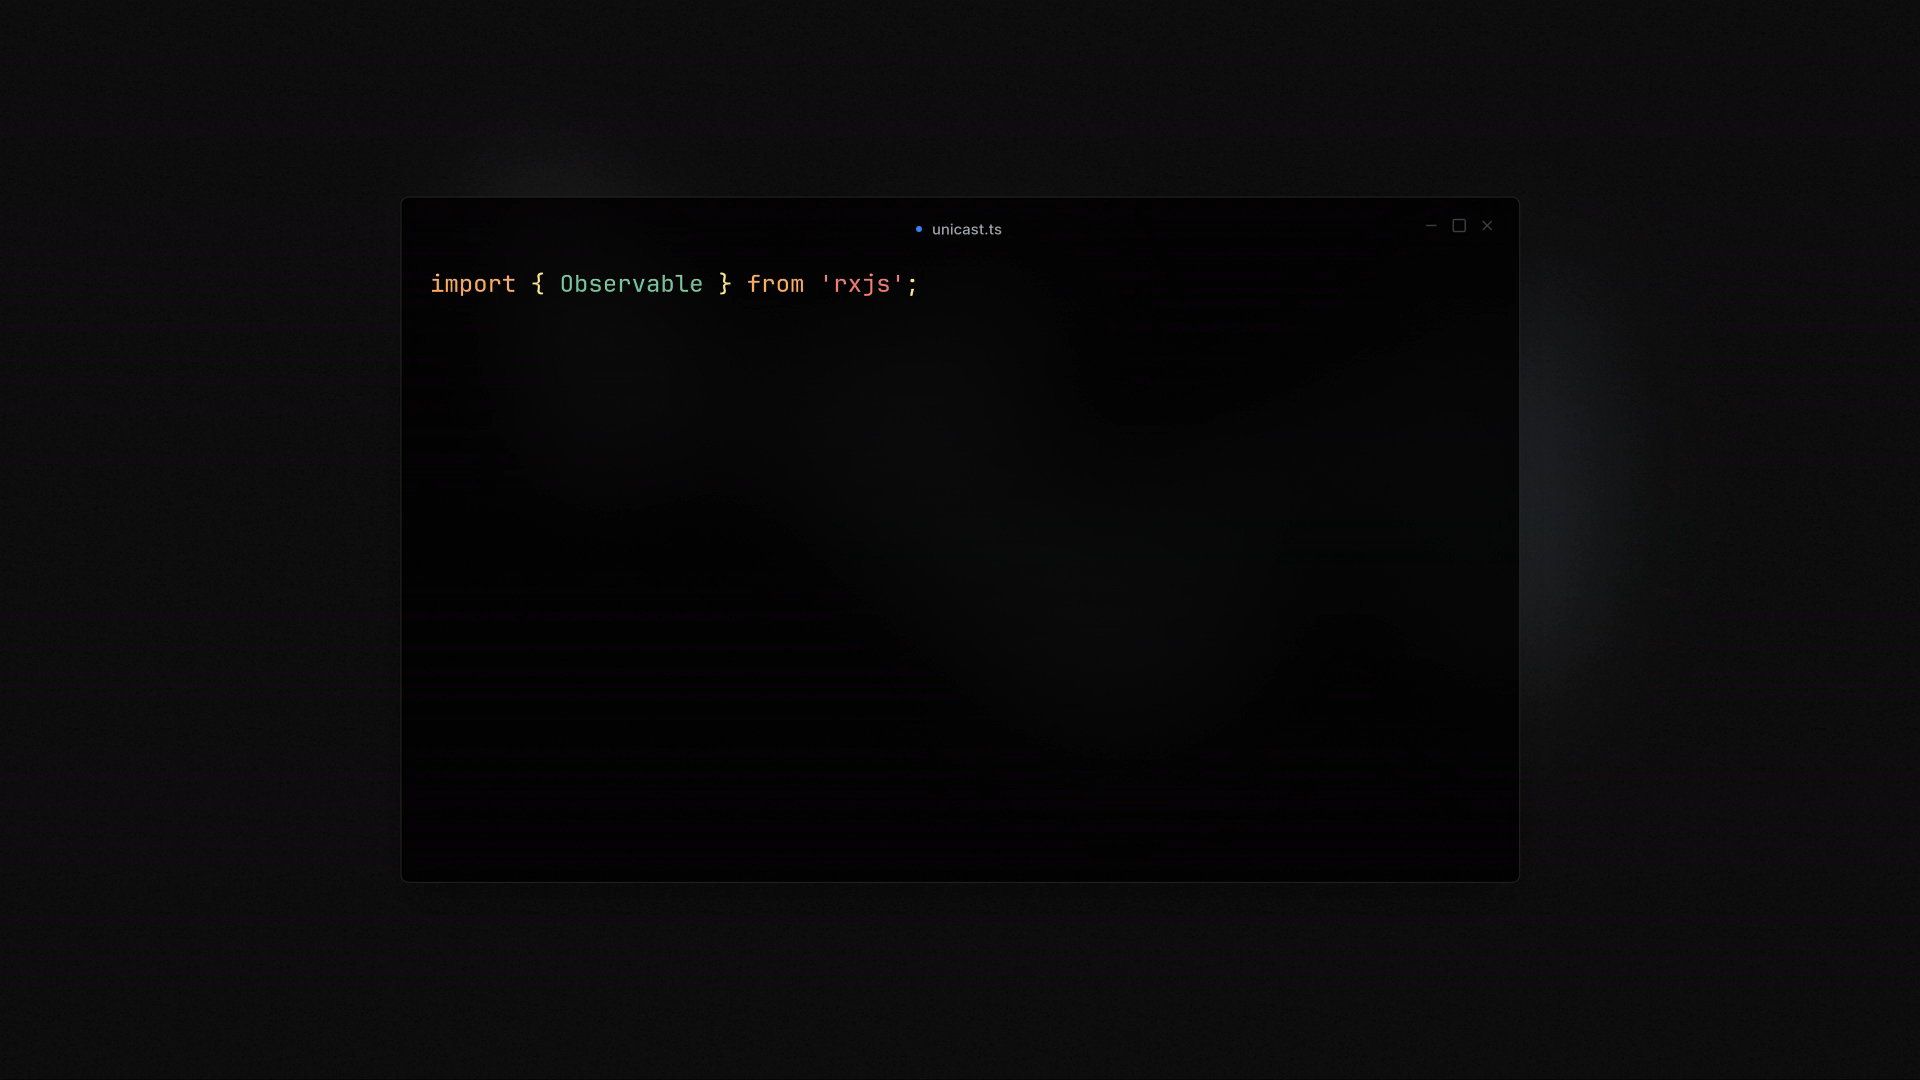 unicast.ts
import { Observable } from 'rxjs';